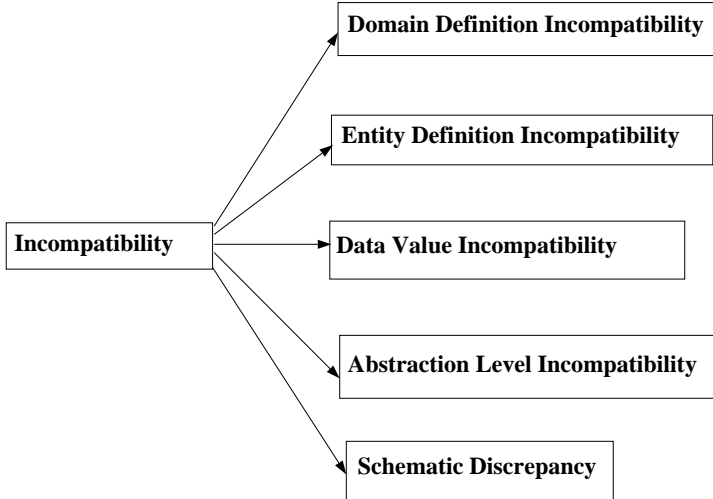 Domain Definition Incompatibility
Entity Definition Incompatibility
Incompatibility
Data Value Incompatibility
Abstraction Level Incompatibility
Schematic Discrepancy